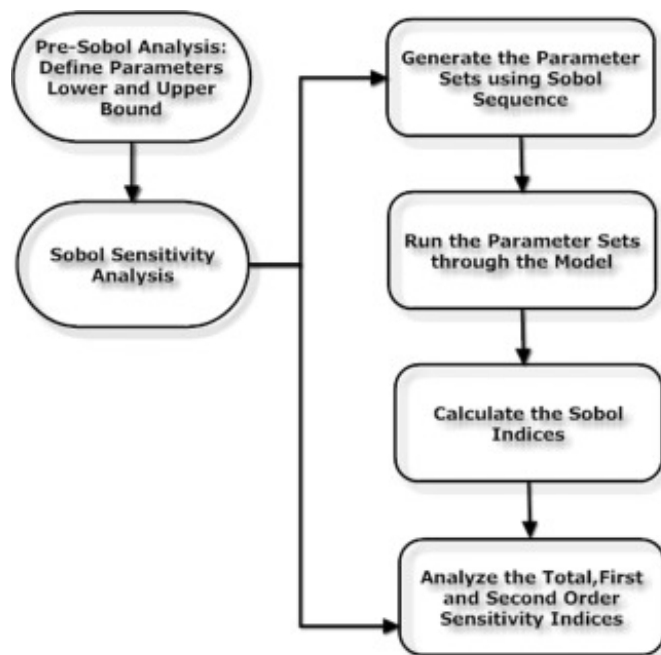 Pre-Sobol Analysis:
Define Parameters
Lower and Upper
Bound
Sobol Sensitivity
Analysis
Generate the Parameter
Sets using Sobol
Sequence
Run the Parameter Sets
through the Model
Calculate the Sobol
Indices
Analyze the Total,First
and Second Order
Sensitivity Indices